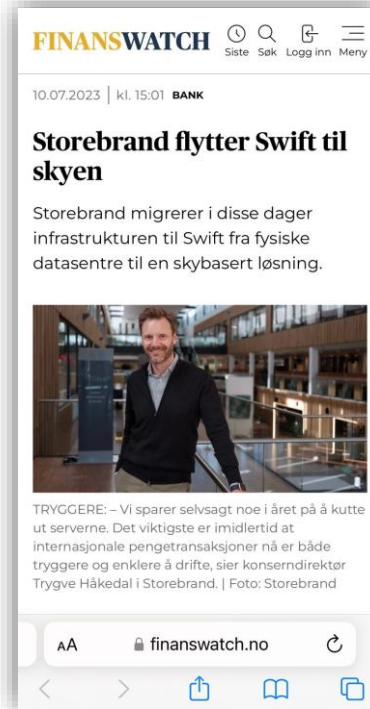 FINANSWATCH
Siste Søk Logg inn Meny
10.07.2023 | kl. 15:01 BANK
Storebrand flytter Swift til
skyen
Storebrand migrerer i disse dager
infrastrukturen til Swift fra fysiske
datasentre til en skybasert løsning.
TRYGGERE: – Vi sparer selvsagt noe i året på å kutte
ut serverne. Det viktigste er imidlertid at
internasjonale pengetransaksjoner nå er både
tryggere og enklere å drifte, sier konserndirektør
Trygve Håkedal i Storebrand. | Foto: Storebrand
AA finanswatch.no